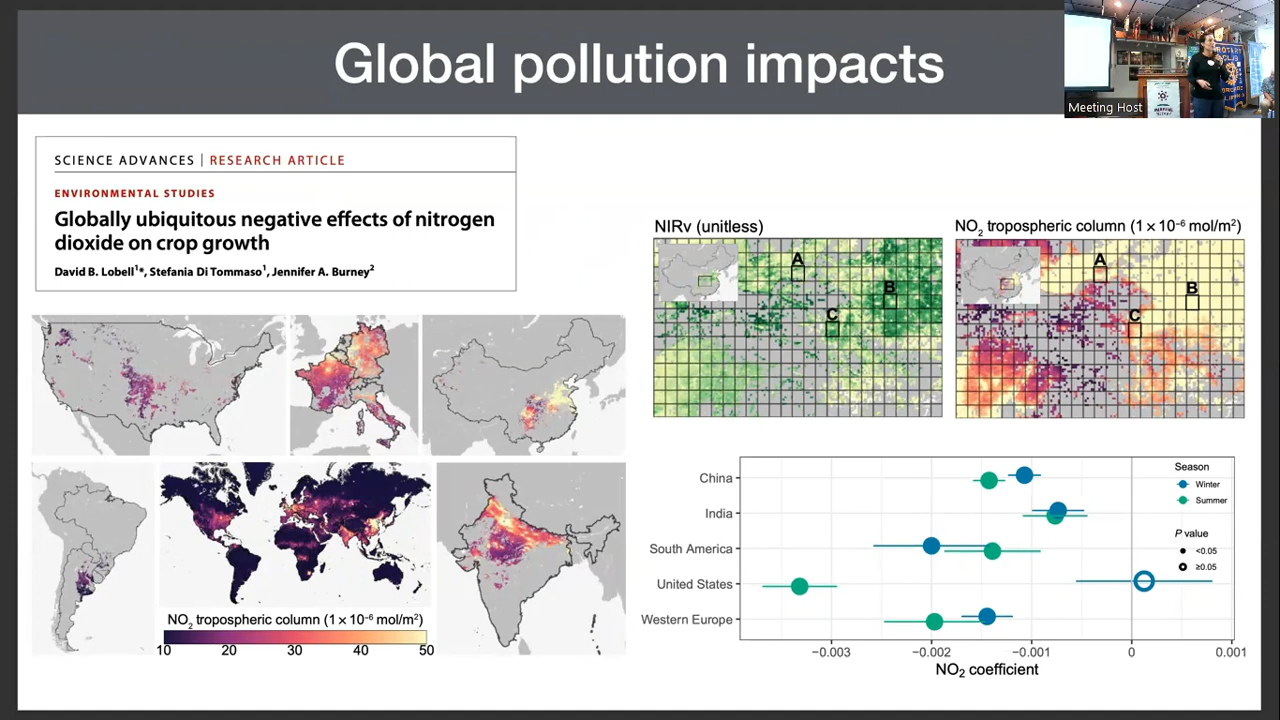 Global pollution impacts
Meeting Host
ROTARY
SCIENCE ADVANCES | RESEARCH ARTICLE
ENVIRONMENTAL STUDIES
Globally ubiquitous negative effects of nitrogen
dioxide on crop growth
David B. Lobell¹*, Stefania Di Tommaso¹, Jennifer A. Burney²
NO₂ tropospheric column (1 × 10⁻⁶ mol/m²)
10 20 30 40 50
NIRv (unitless)
A
B
C
NO₂ tropospheric column (1 × 10⁻⁶ mol/m²)
A
B
C
China
India
South America
United States
Western Europe
Season
Winter
Summer
P value
<0.05
≥0.05
−0.003 −0.002 −0.001 0 0.001
NO₂ coefficient